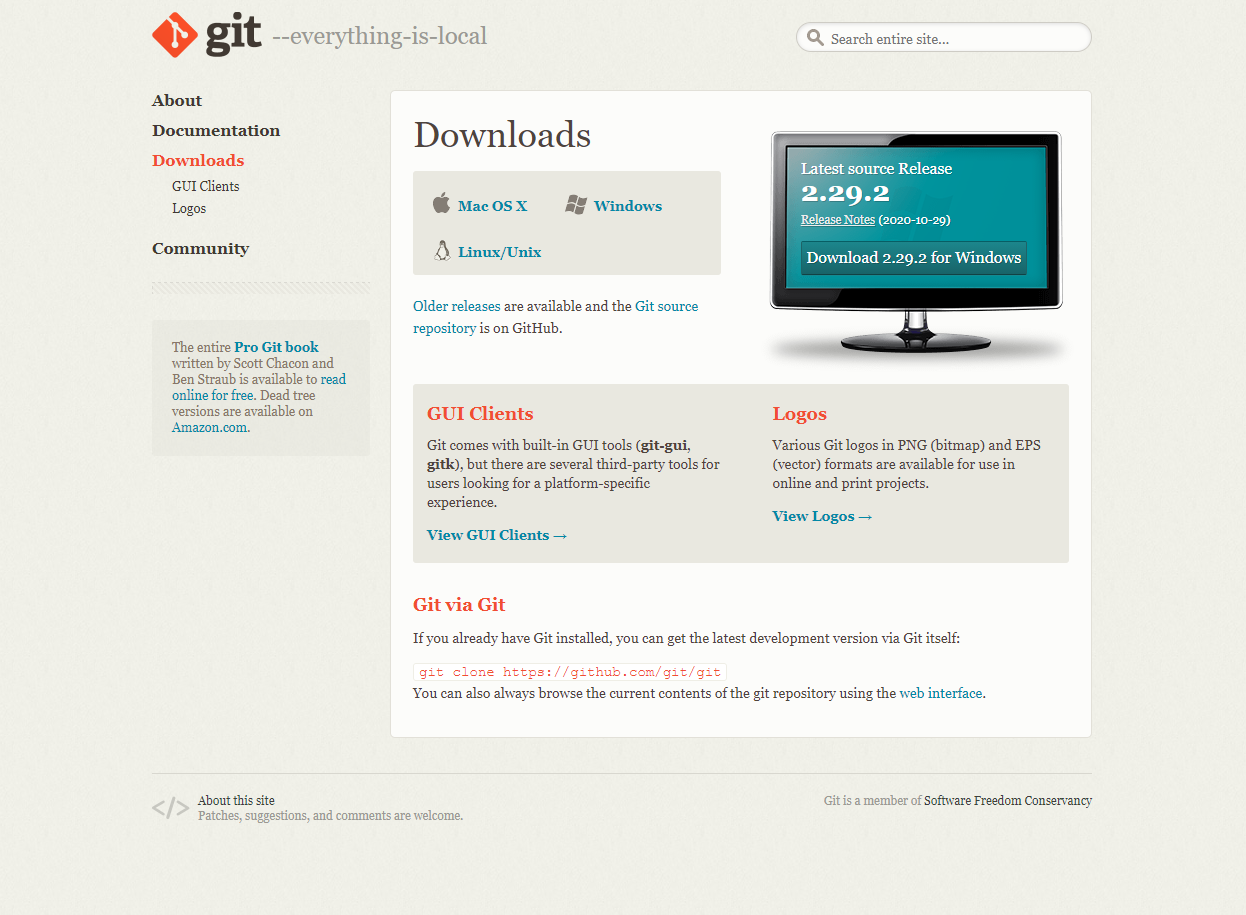 git --everything-is-local
Search entire site...
About
Documentation
Downloads
GUI Clients
Logos
Community
The entire Pro Git book
written by Scott Chacon and
Ben Straub is available to read
online for free. Dead tree
versions are available on
Amazon.com.
Downloads
Mac OS X
Windows
Linux/Unix
Older releases are available and the Git source
repository is on GitHub.
Latest source Release
2.29.2
Release Notes (2020-10-29)
Download 2.29.2 for Windows
GUI Clients
Git comes with built-in GUI tools (git-gui,
gitk), but there are several third-party tools for
users looking for a platform-specific
experience.
View GUI Clients →
Logos
Various Git logos in PNG (bitmap) and EPS
(vector) formats are available for use in
online and print projects.
View Logos →
Git via Git
If you already have Git installed, you can get the latest development version via Git itself:
git clone https://github.com/git/git
You can also always browse the current contents of the git repository using the web interface.
</>
About this site
Patches, suggestions, and comments are welcome.
Git is a member of Software Freedom Conservancy